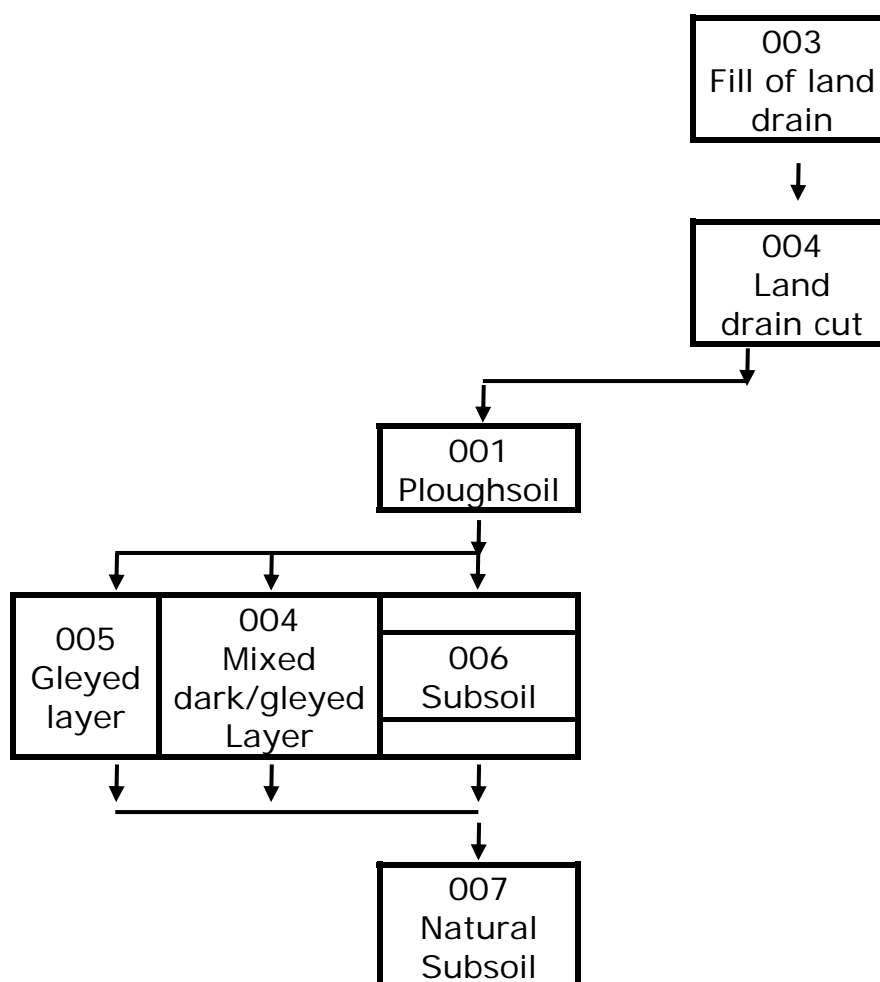 003
Fill of land
drain
004
Land
drain cut
001
Ploughsoil
005
Gleyed
layer
004
Mixed
dark/gleyed
Layer
006
Subsoil
007
Natural
Subsoil